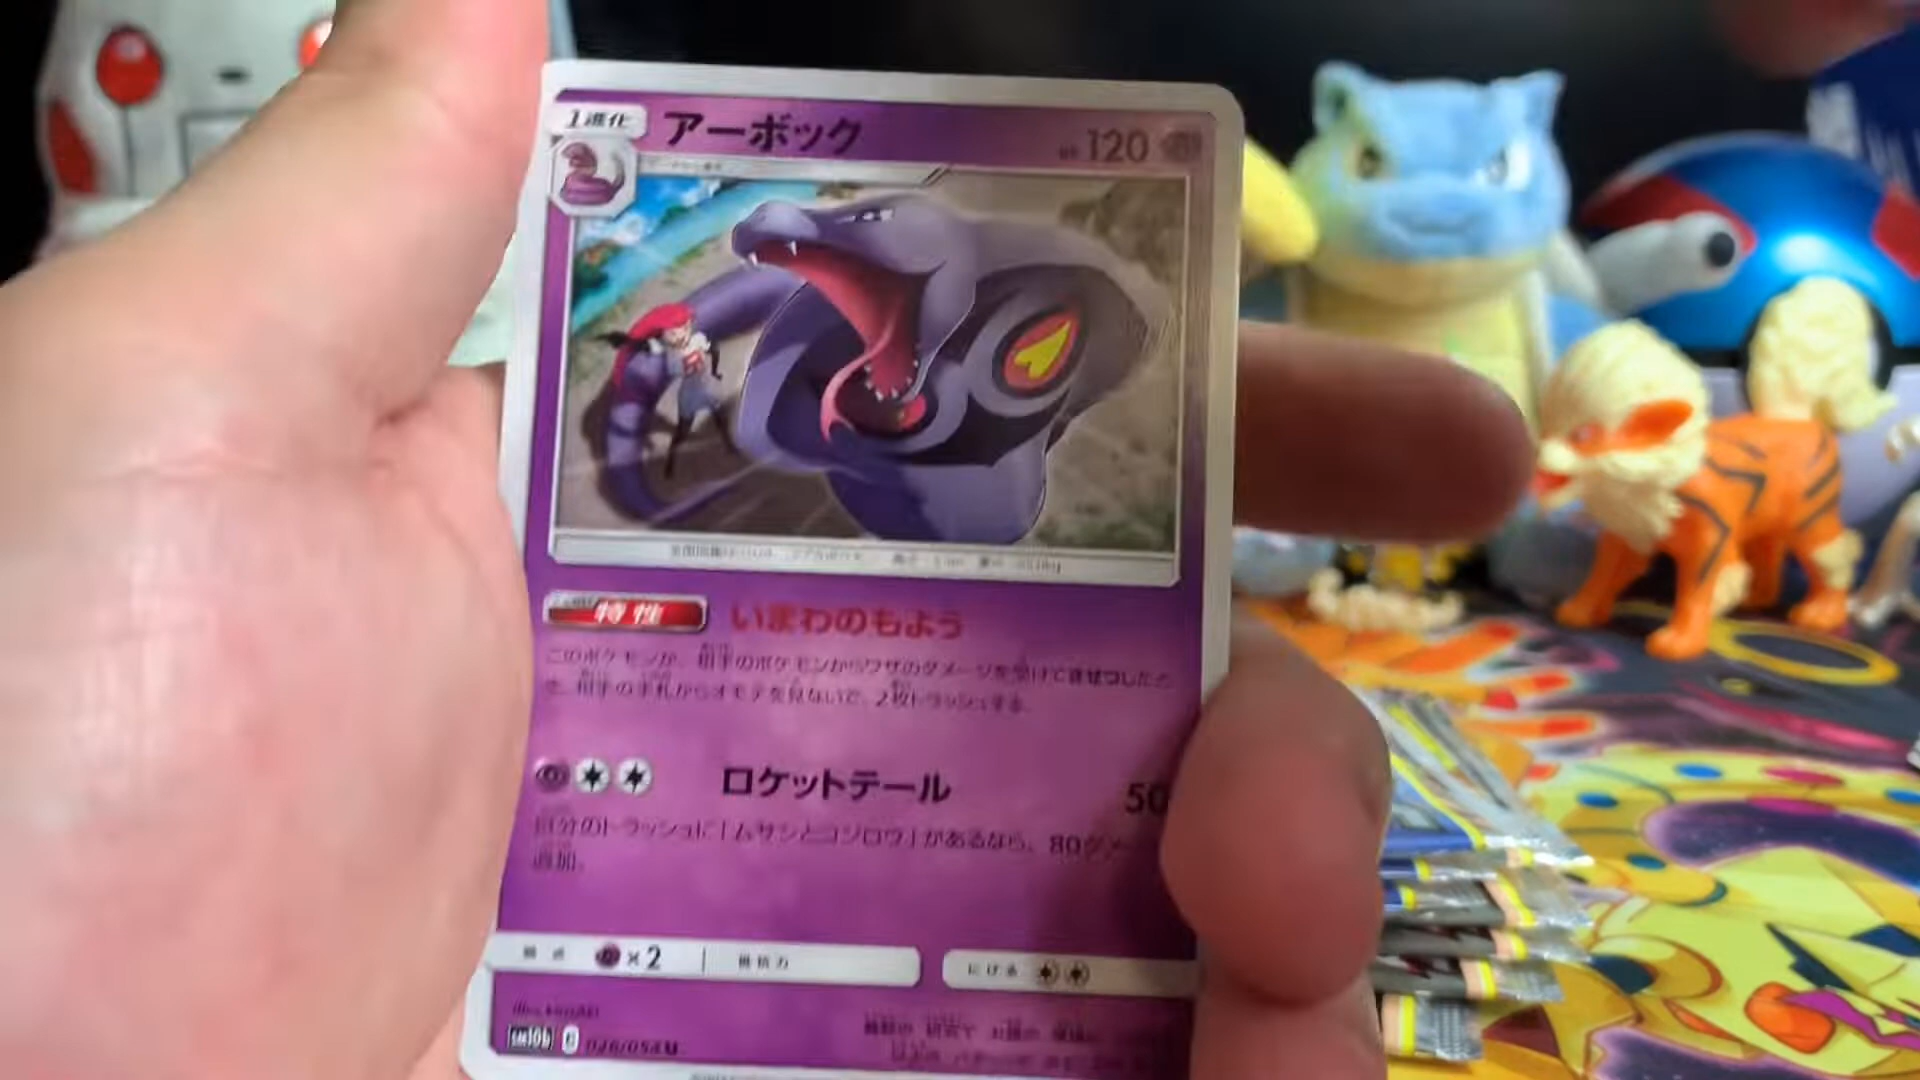 1進化
アーボック
120
特性
いまわのもよう
このポケモンが、相手のポケモンからワザのダメージを受けてきぜつしたと
き、相手の手札からオモテを見ないで、2枚トラッシュする。
ロケットテール
50
自分のトラッシュに「ムサシとコジロウ」があるなら、80ダメー
追加。
弱点 ×2 抵抗力
にげる
sm10b
026/054 U